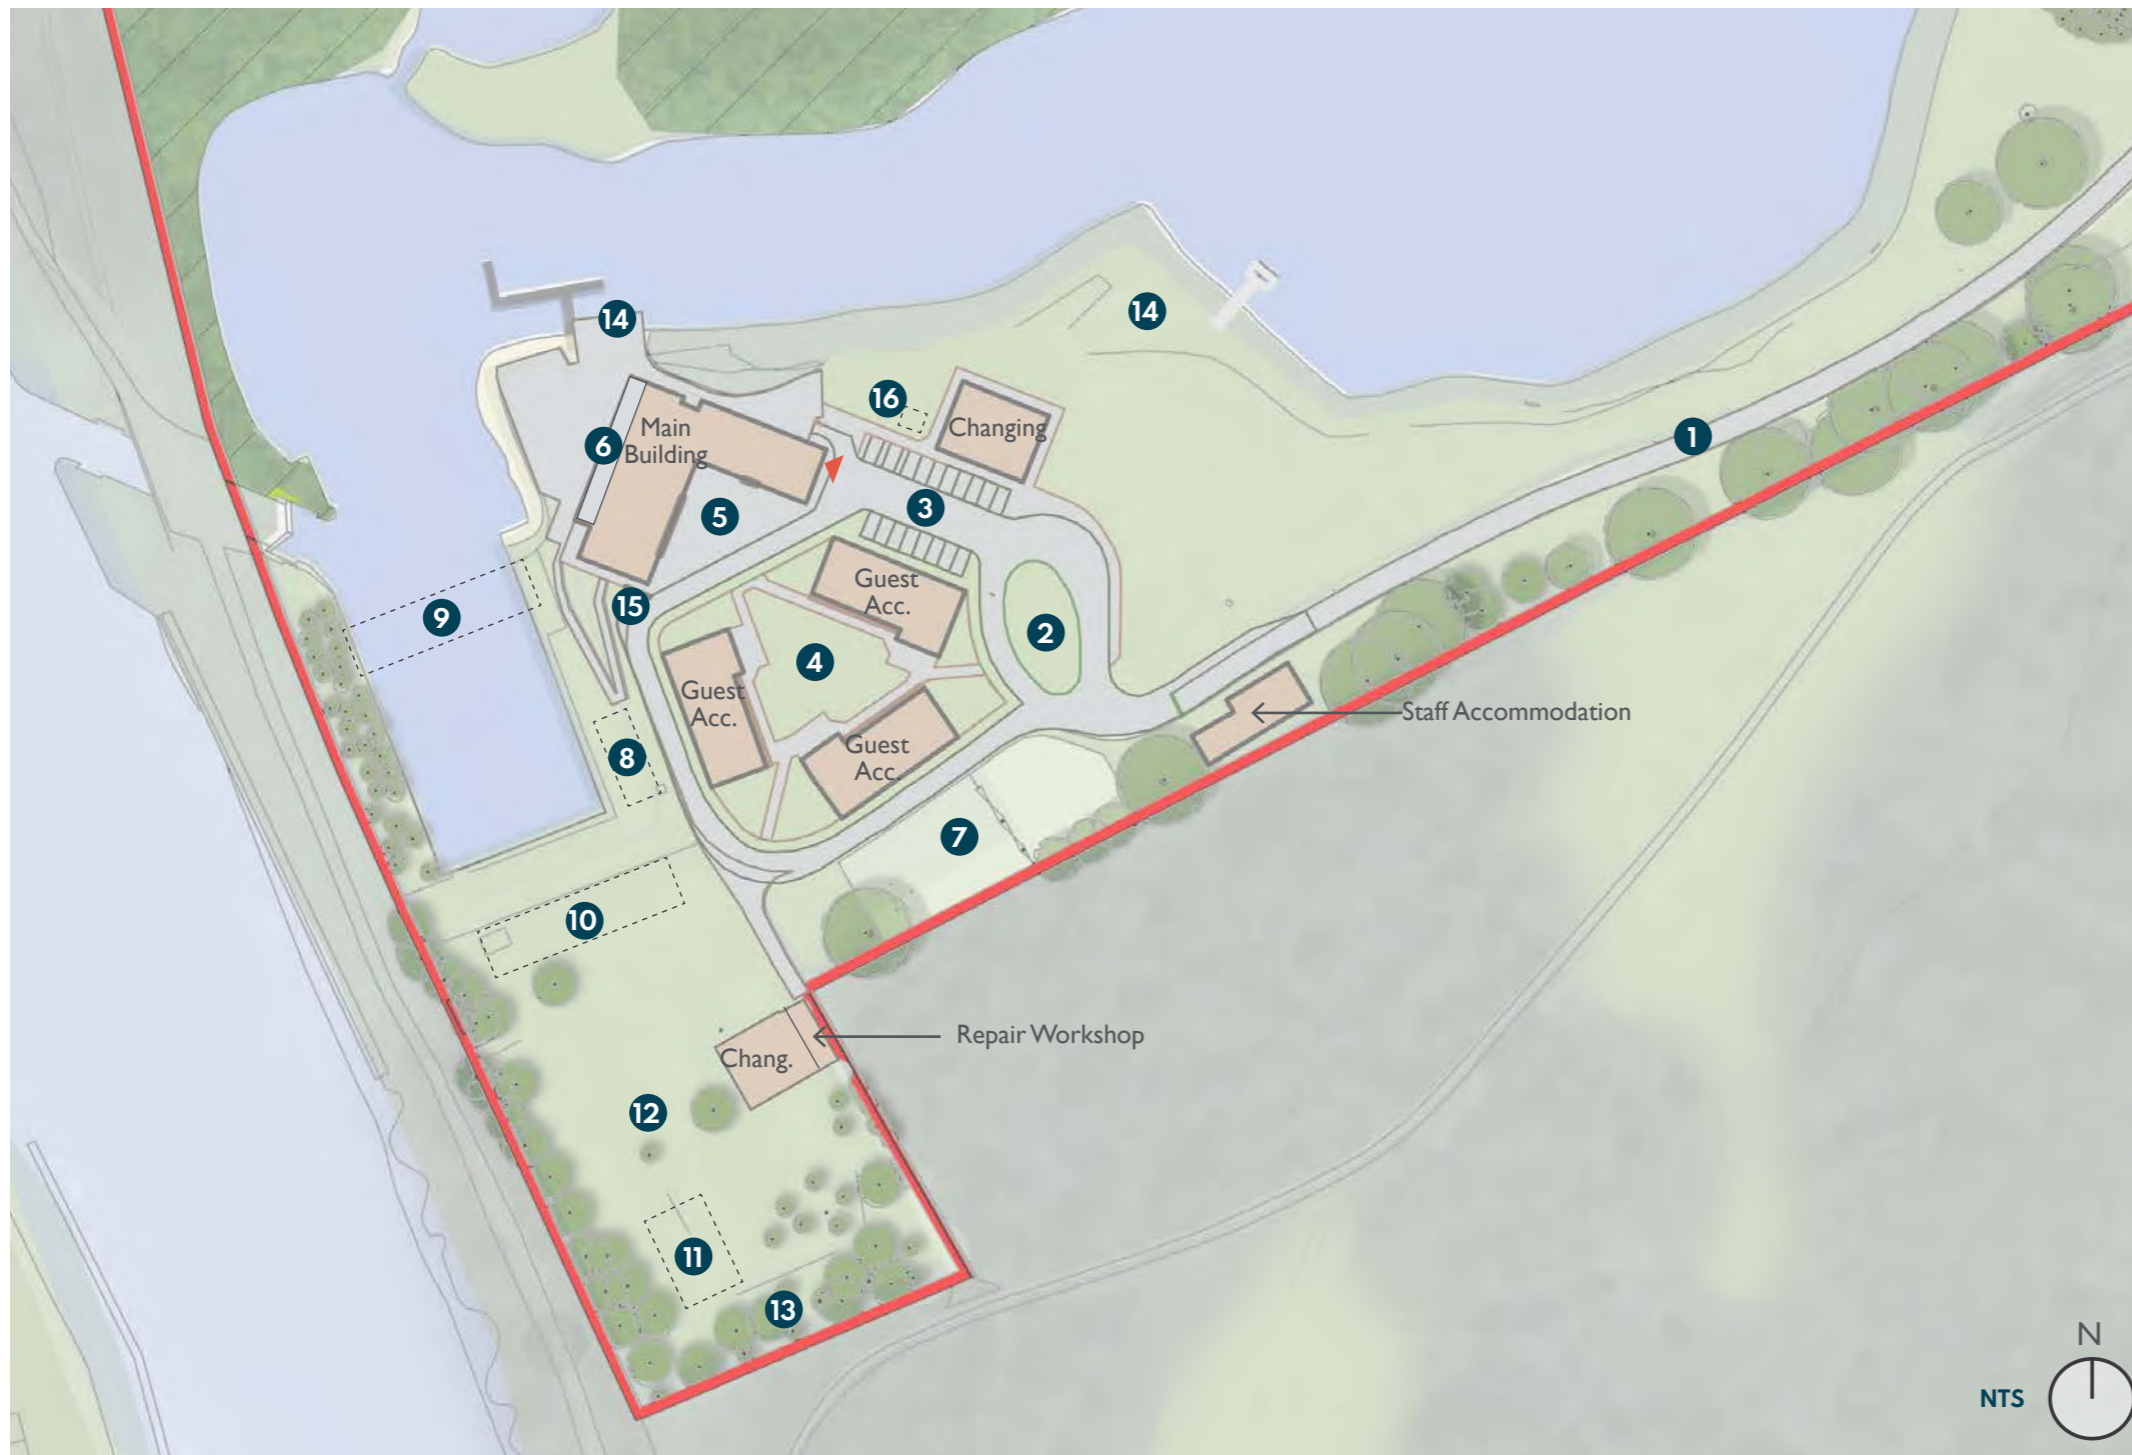 14
14
16
Changing
Main
Building
6
1
3
5
Guest
Acc.
15
9
2
4
Guest
Acc.
Staff Accommodation
Guest
Acc.
8
7
10
Repair Workshop
Chang.
12
11
13
N
NTS